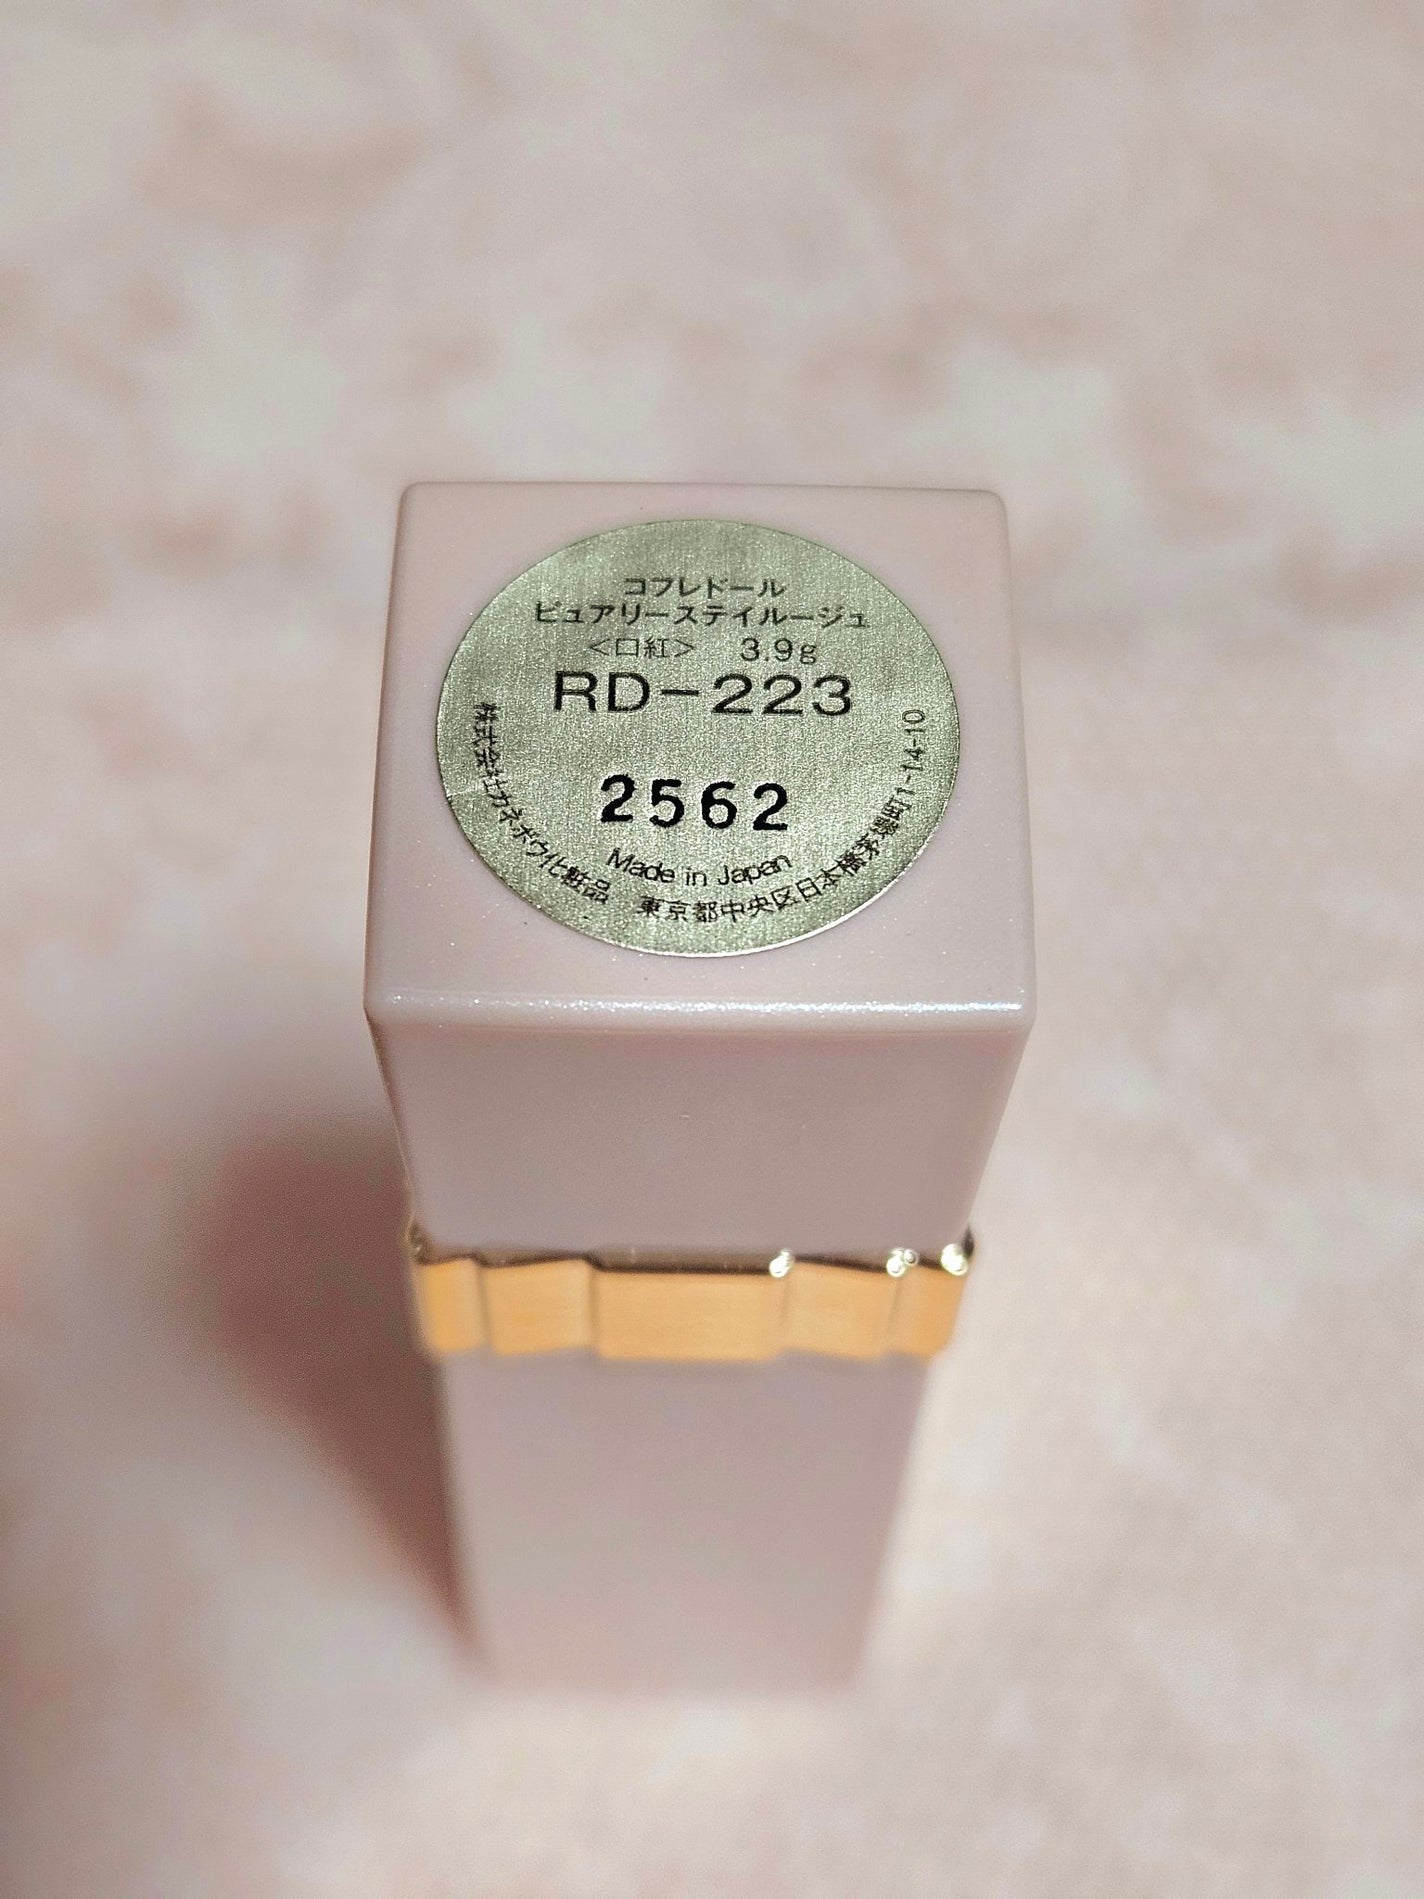 コフレドール
ピュアリーステイルージュ
<口紅> 3.9g
RD-223
2562
Made in Japan
株式会社カネボウ化粧品 東京都中央区日本橋茅場町1-14-10